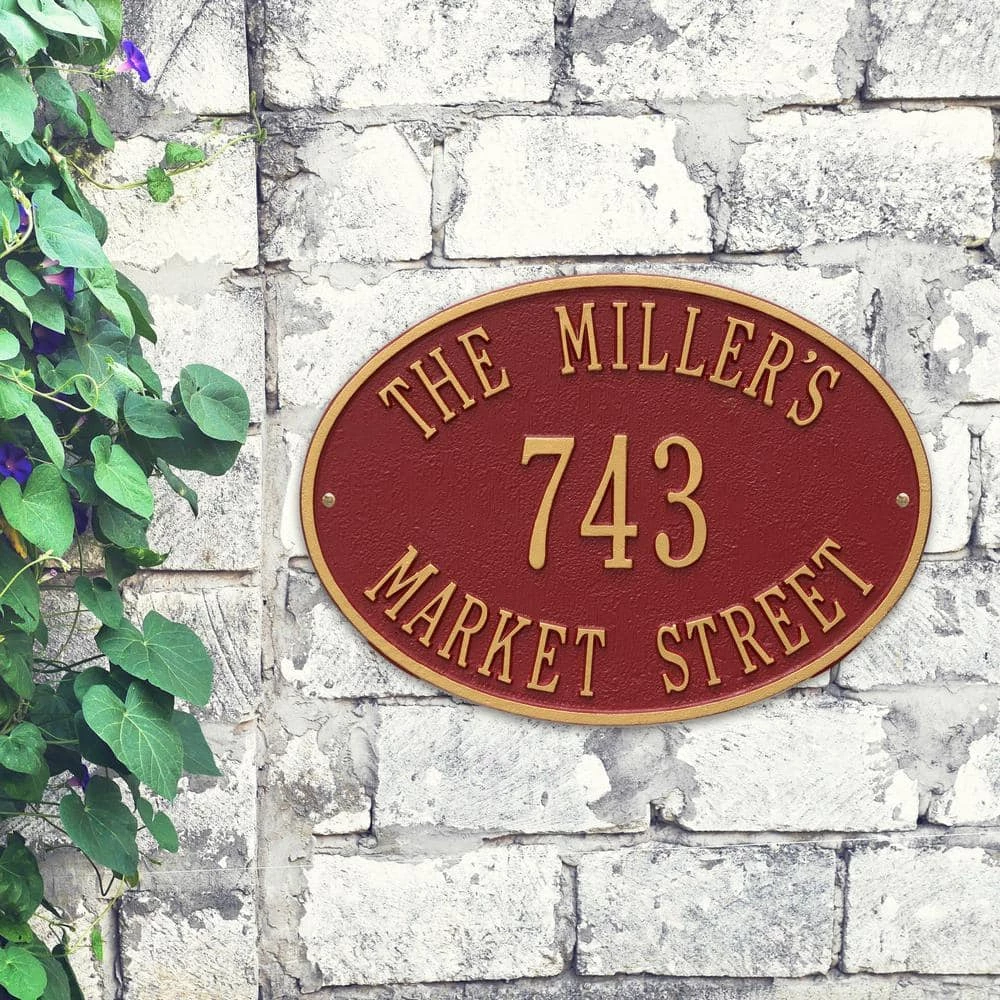 THE MILLER'S
743
MARKET STREET